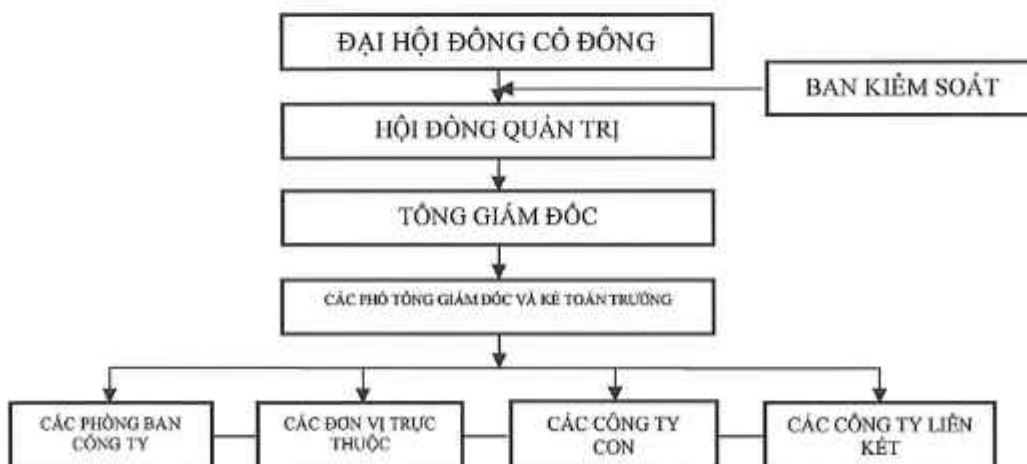 ĐẠI HỘI ĐỒNG CỔ ĐÔNG
BAN KIỂM SOÁT
HỘI ĐỒNG QUẢN TRỊ
TỔNG GIÁM ĐỐC
CÁC PHÓ TỔNG GIÁM ĐỐC VÀ KẾ TOÁN TRƯỞNG
CÁC PHÒNG BAN
CÔNG TY
CÁC ĐƠN VỊ TRỰC
THUỘC
CÁC CÔNG TY
CON
CÁC CÔNG TY LIÊN
KẾT